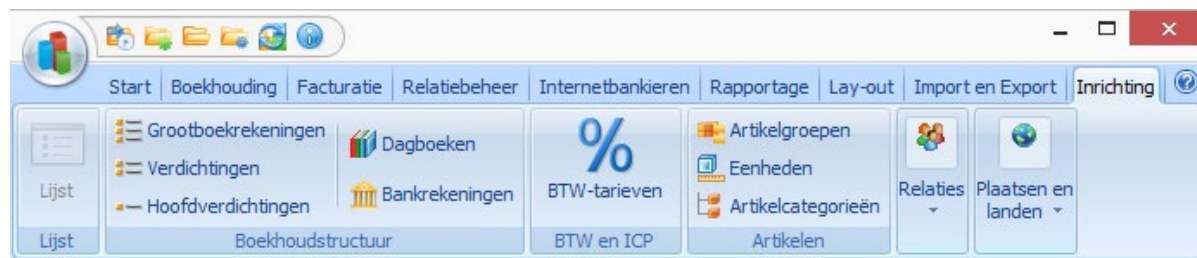 Start Boekhouding Facturatie Relatiebeheer Internetbankieren Rapportage Lay-out Import en Export Inrichting
Lijst
Lijst
Grootboekrekeningen
Verdichtingen
Hoofdverdichtingen
Dagboeken
Bankrekeningen
Boekhoudstructuur
%
BTW-tarieven
BTW en ICP
Artikelgroepen
Eenheden
Artikelcategorieën
Artikelen
Relaties
Plaatsen en
landen